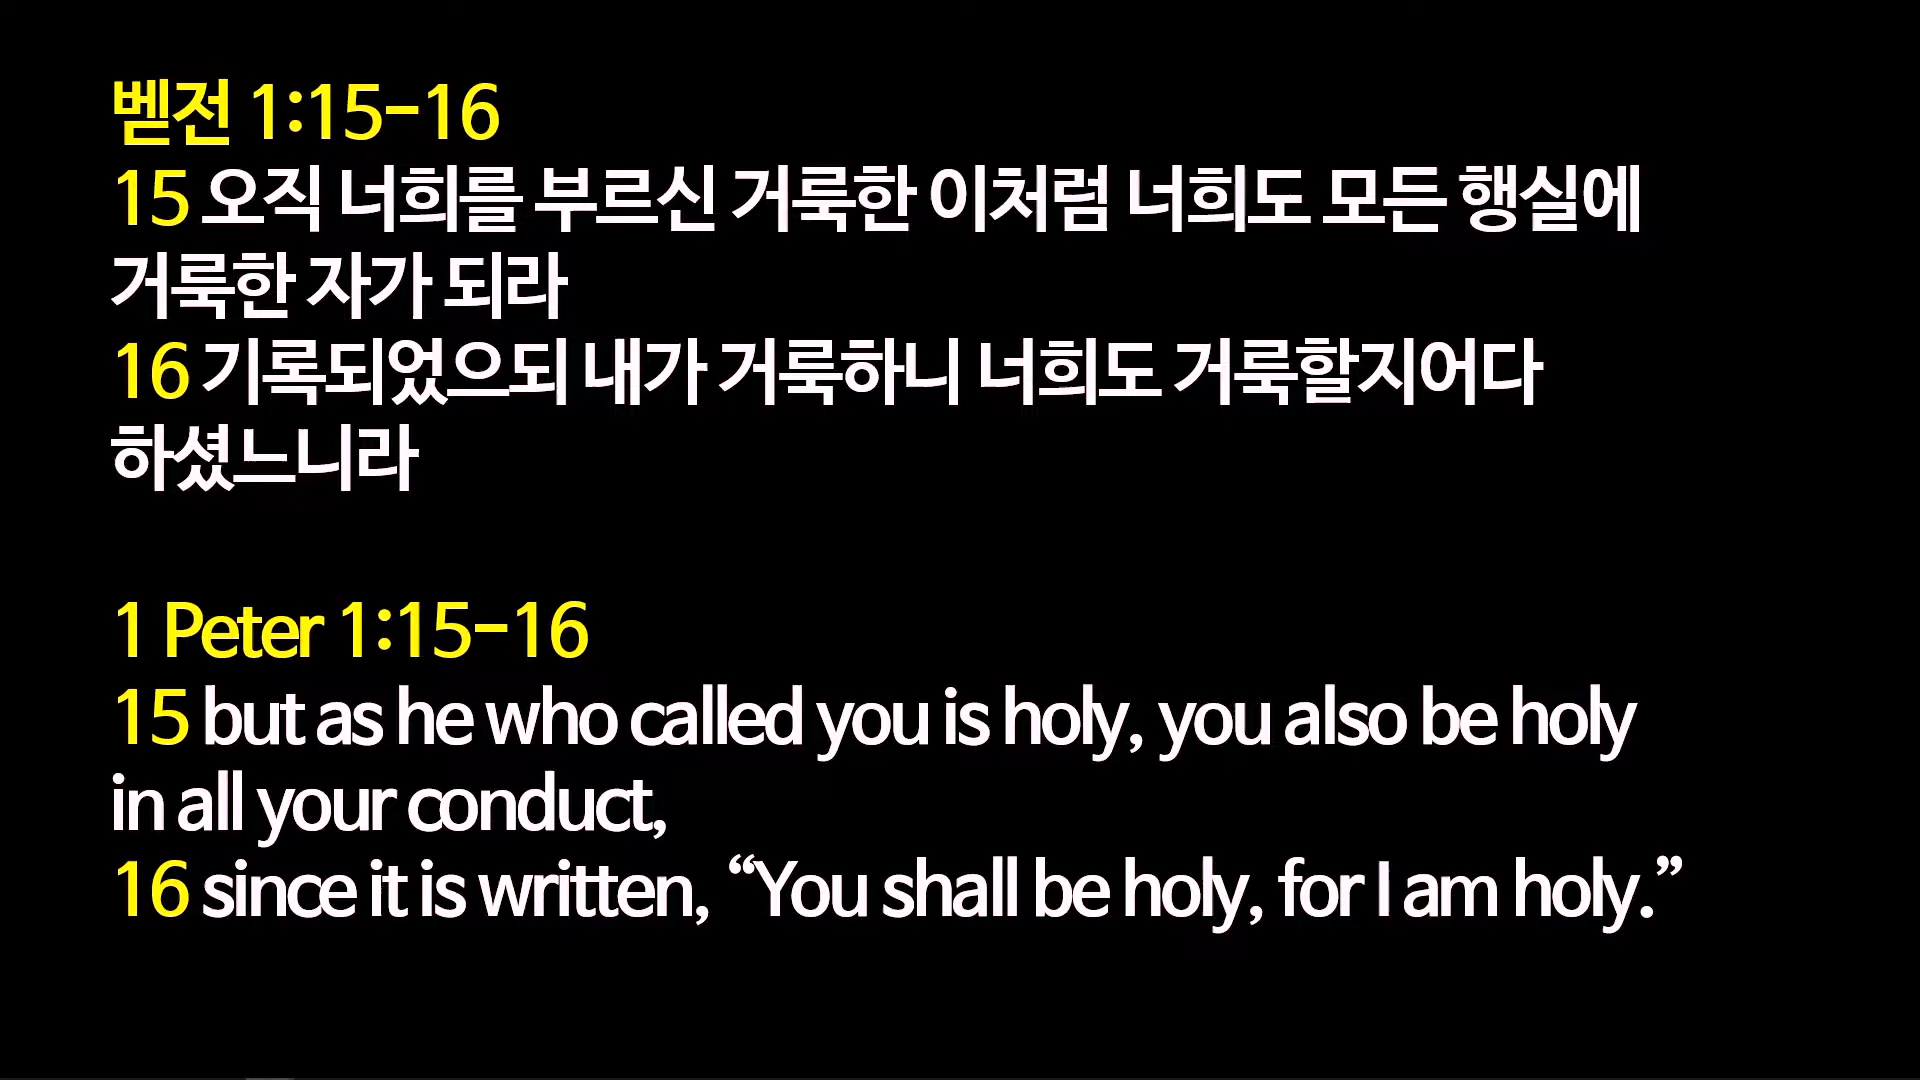 벧전 1:15-16
15 오직 너희를 부르신 거룩한 이처럼 너희도 모든 행실에
거룩한 자가 되라
16 기록되었으되 내가 거룩하니 너희도 거룩할지어다
하셨느니라
1 Peter 1:15-16
15 but as he who called you is holy, you also be holy
in all your conduct,
16 since it is written, “You shall be holy, for I am holy.”